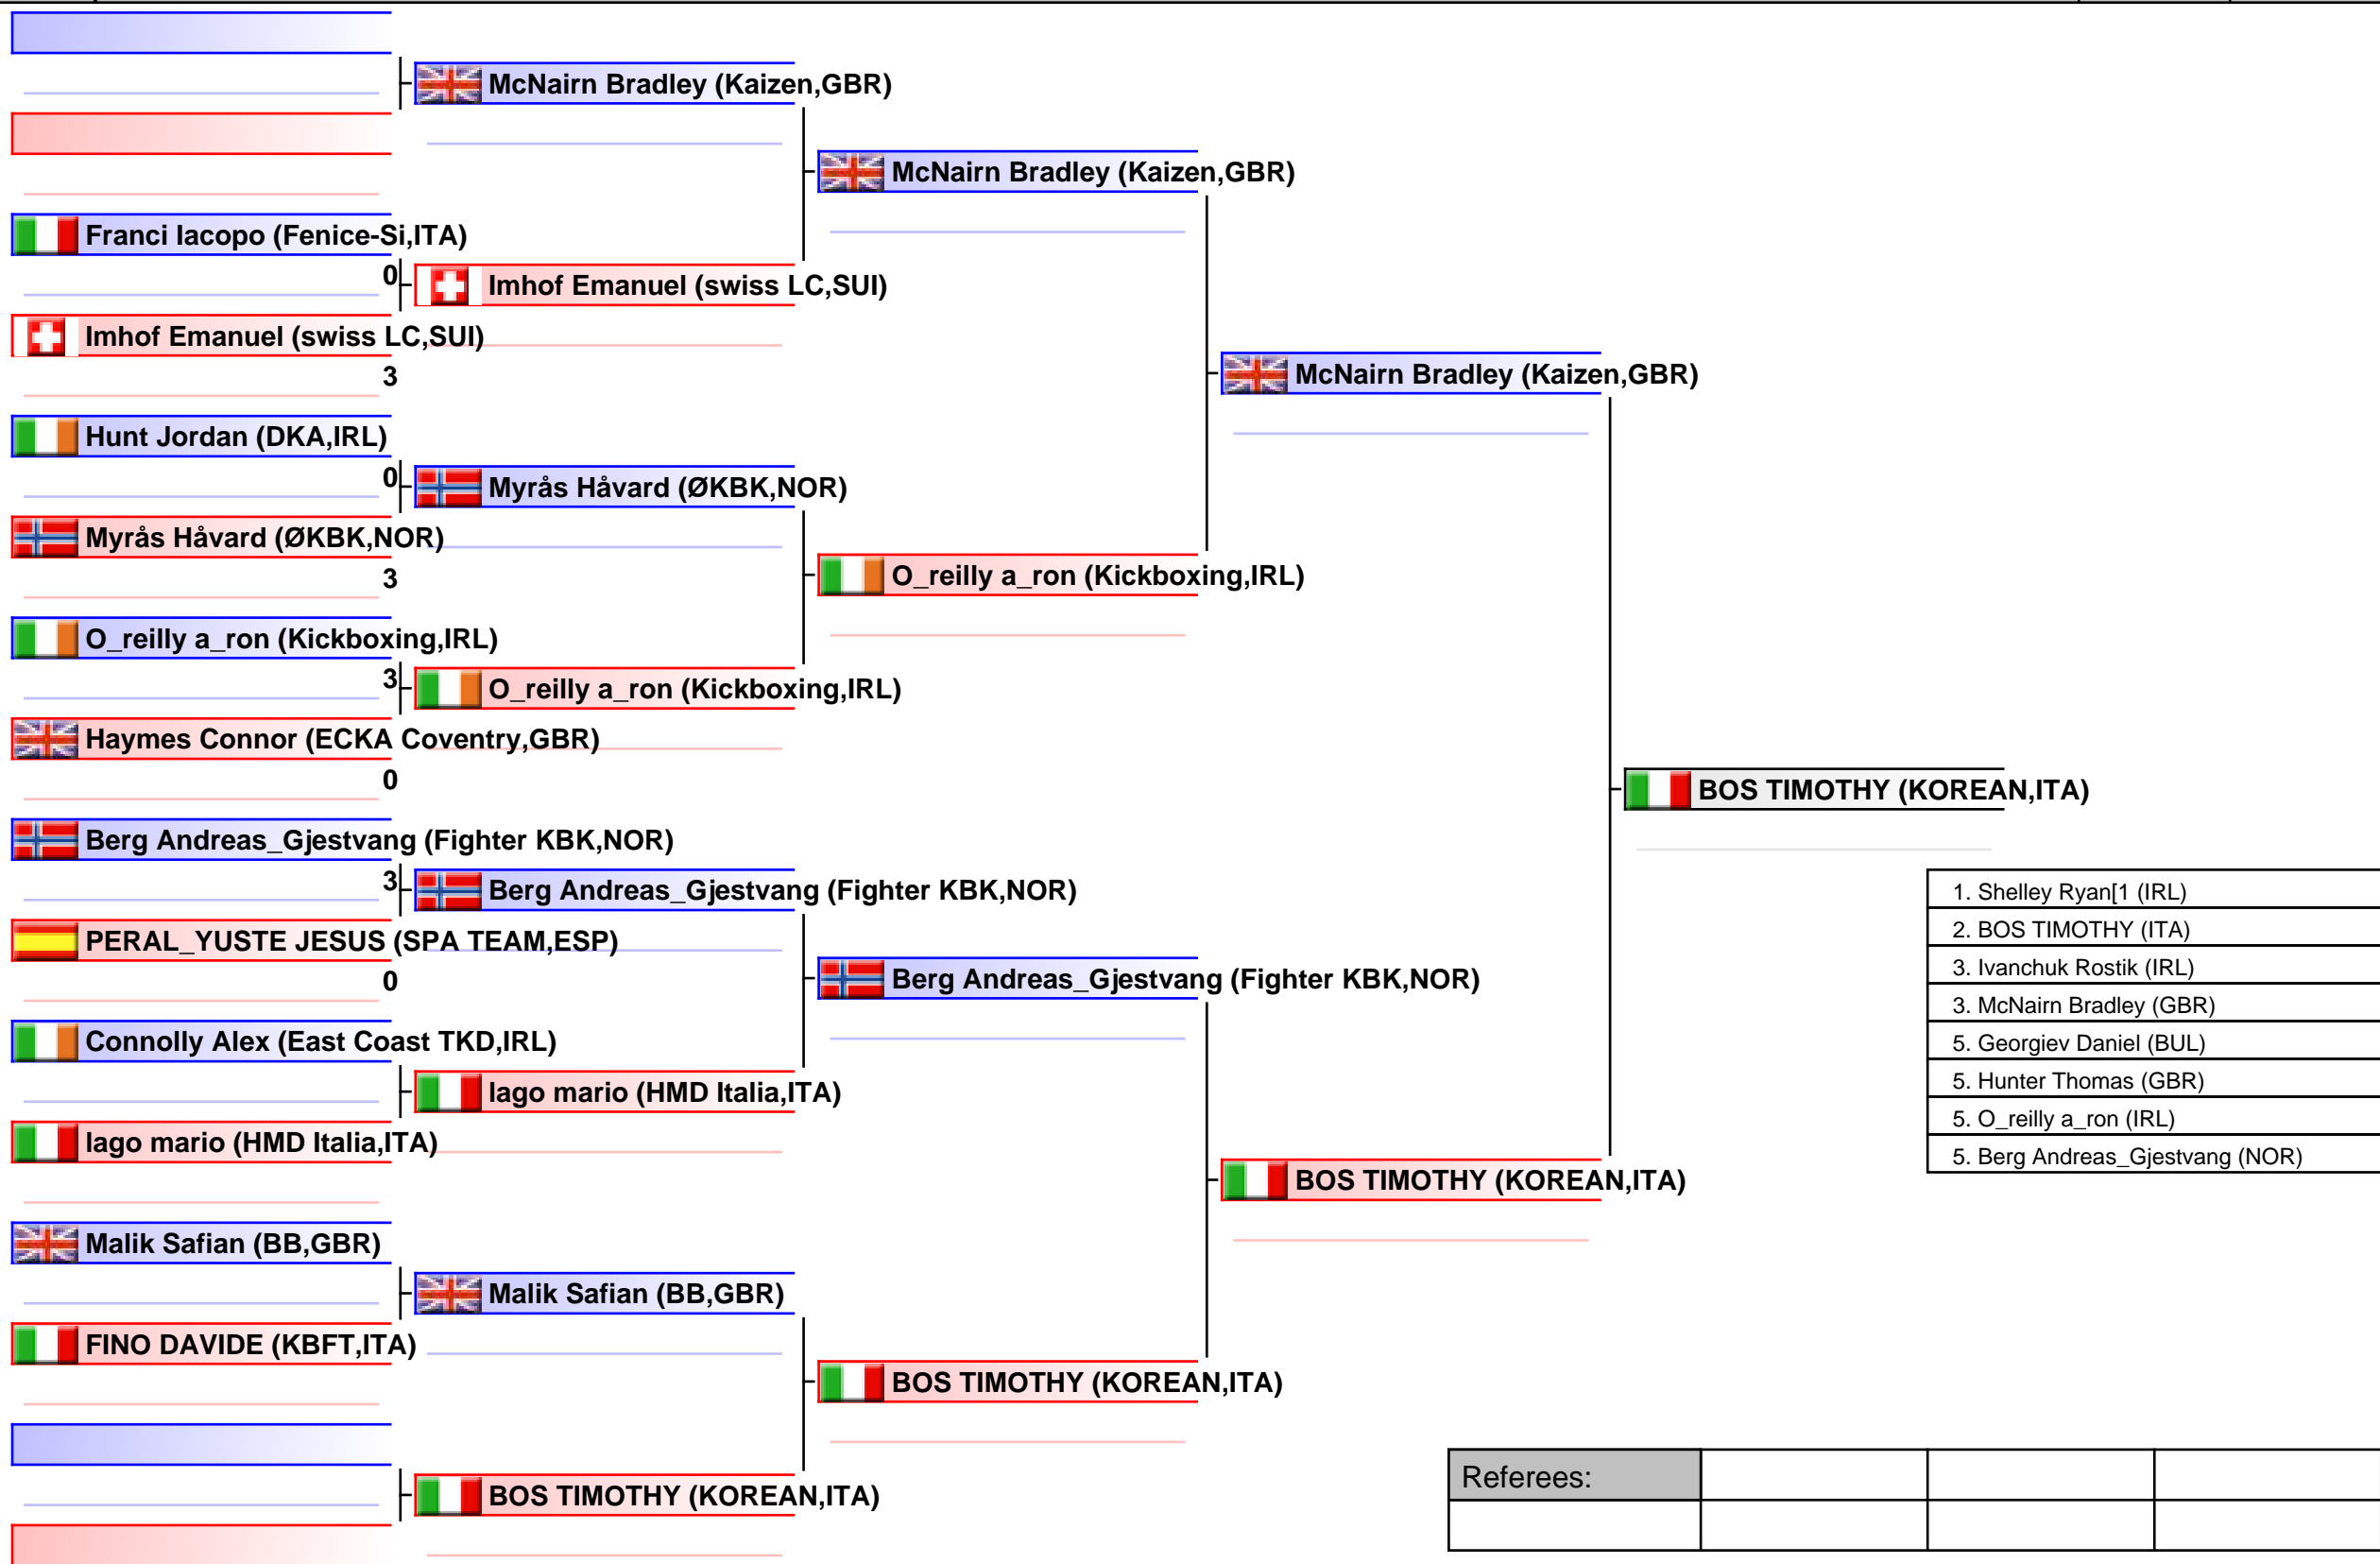 McNairn Bradley (Kaizen,GBR)
McNairn Bradley (Kaizen,GBR)
Franci Iacopo (Fenice-Si,ITA)
0
Imhof Emanuel (swiss LC,SUI)
Imhof Emanuel (swiss LC,SUI)
3
McNairn Bradley (Kaizen,GBR)
Hunt Jordan (DKA,IRL)
0
Myrås Håvard (ØKBK,NOR)
Myrås Håvard (ØKBK,NOR)
3
O_reilly a_ron (Kickboxing,IRL)
O_reilly a_ron (Kickboxing,IRL)
3
O_reilly a_ron (Kickboxing,IRL)
Haymes Connor (ECKA Coventry,GBR)
0
BOS TIMOTHY (KOREAN,ITA)
Berg Andreas_Gjestvang (Fighter KBK,NOR)
3
Berg Andreas_Gjestvang (Fighter KBK,NOR)
PERAL_YUSTE JESUS (SPA TEAM,ESP)
0
Berg Andreas_Gjestvang (Fighter KBK,NOR)
Connolly Alex (East Coast TKD,IRL)
Iago mario (HMD Italia,ITA)
Iago mario (HMD Italia,ITA)
BOS TIMOTHY (KOREAN,ITA)
1. Shelley Ryan[1 (IRL)
2. BOS TIMOTHY (ITA)
3. Ivanchuk Rostik (IRL)
3. McNairn Bradley (GBR)
5. Georgiev Daniel (BUL)
5. Hunter Thomas (GBR)
5. O_reilly a_ron (IRL)
5. Berg Andreas_Gjestvang (NOR)
Malik Safian (BB,GBR)
Malik Safian (BB,GBR)
FINO DAVIDE (KBFT,ITA)
BOS TIMOTHY (KOREAN,ITA)
BOS TIMOTHY (KOREAN,ITA)
Referees: